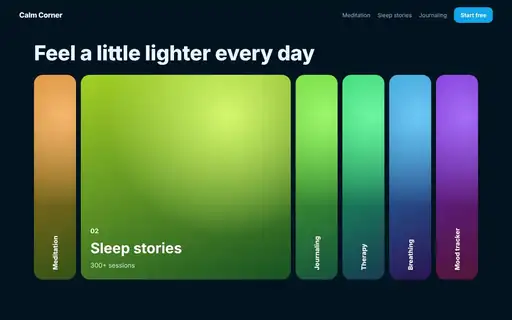 Calm Corner
Meditation
Sleep stories
Journaling
Start free
Feel a little lighter every day
Meditation
02
Sleep stories
300+ sessions
Journaling
Therapy
Breathing
Mood tracker